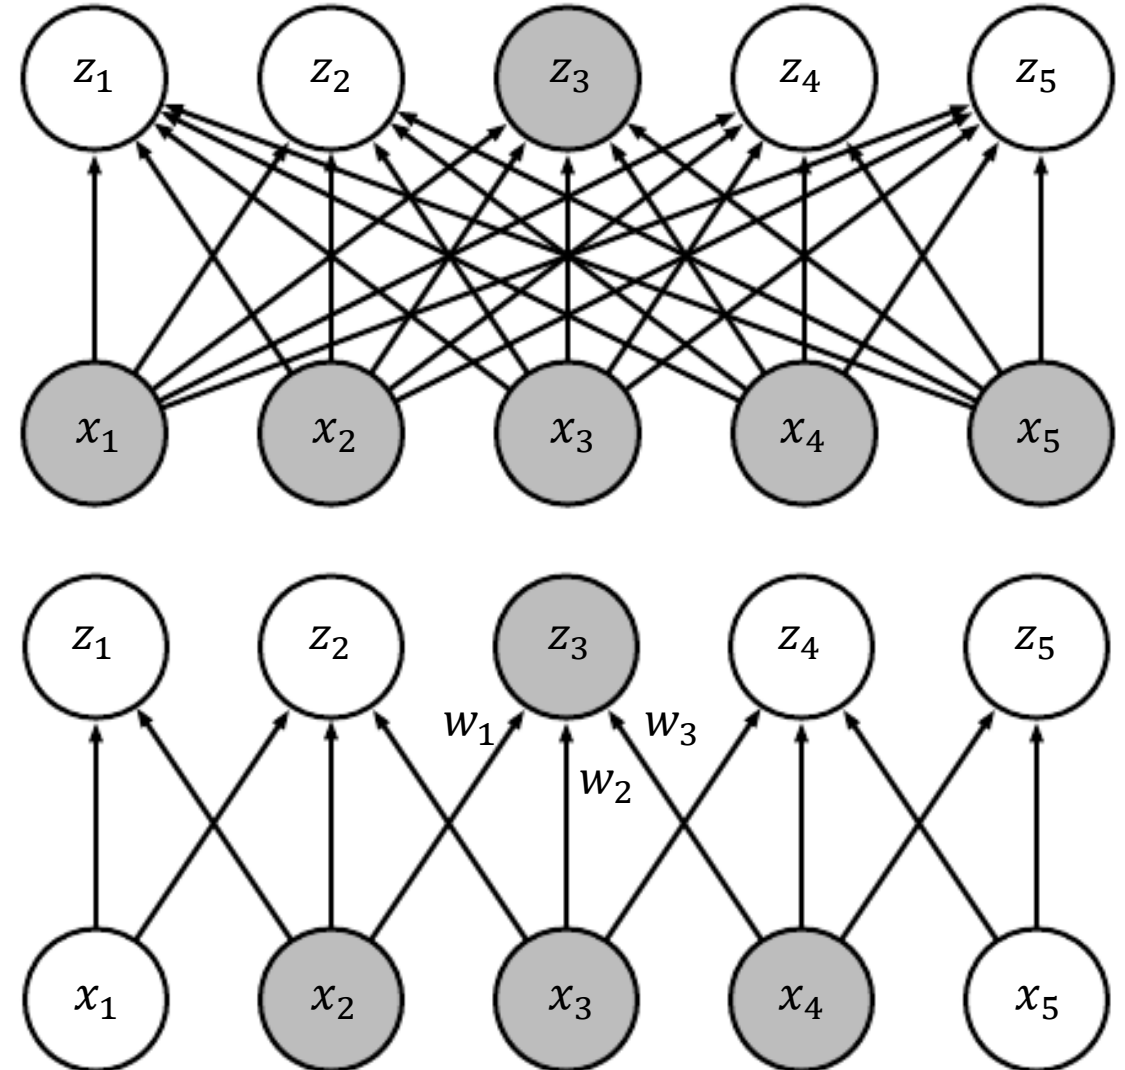 z₁ z₂ z₃ z₄ z₅
x₁ x₂ x₃ x₄ x₅
z₁ z₂ z₃ z₄ z₅
w₁ w₃
w₂
x₁ x₂ x₃ x₄ x₅